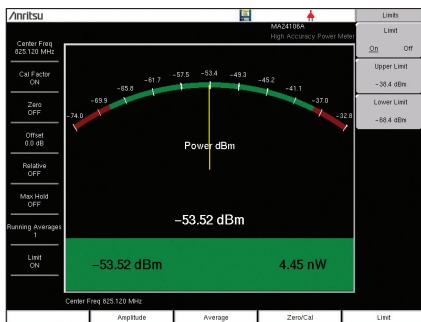 Anritsu
MA24106A
High Accuracy Power Meter
Center Freq
825.120 MHz
Cal Factor
ON
Zero
OFF
Offset
0.0 dB
Relative
OFF
Max Hold
OFF
Running Averages
1
Limit
ON
-74.0
-69.9
-65.8
-61.7
-57.5
-53.4
-49.3
-45.2
-41.1
-37.0
-32.8
Power dBm
-53.52 dBm
-53.52 dBm 4.45 nW
Center Freq 825.120 MHz
Limits
Limit
On Off
Upper Limit
-38.4 dBm
Lower Limit
-68.4 dBm
Amplitude Average Zero/Cal Limit